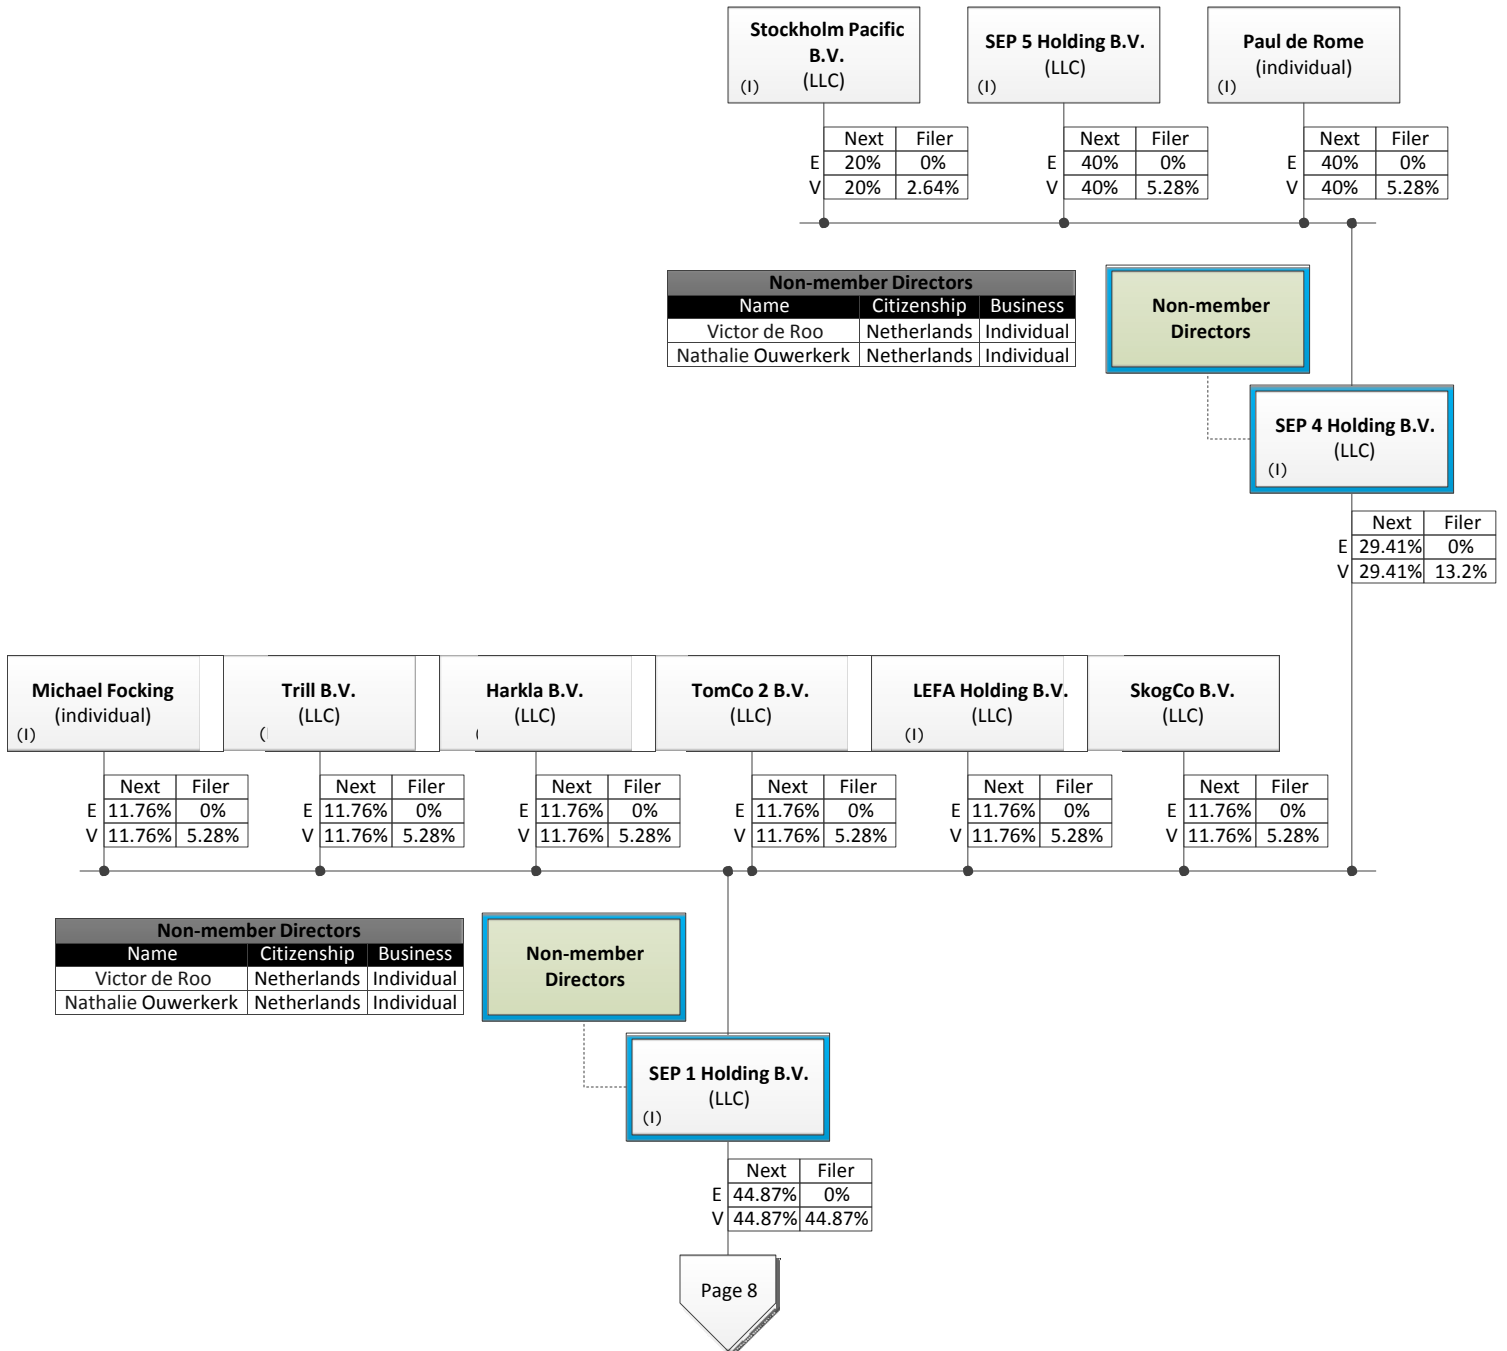 Stockholm Pacific
B.V.
(LLC)
(I)
SEP 5 Holding B.V.
(LLC)
(I)
Paul de Rome
(individual)
(I)
Next Filer
E 20% 0%
V 20% 2.64%
Next Filer
E 40% 0%
V 40% 5.28%
Next Filer
E 40% 0%
V 40% 5.28%
Non-member Directors
Name Citizenship Business
Victor de Roo Netherlands Individual
Nathalie Ouwerkerk Netherlands Individual
Non-member
Directors
SEP 4 Holding B.V.
(LLC)
(I)
Next Filer
E 29.41% 0%
V 29.41% 13.2%
Michael Focking
(individual)
(I)
Trill B.V.
(LLC)
(
Harkla B.V.
(LLC)
(
TomCo 2 B.V.
(LLC)
LEFA Holding B.V.
(LLC)
(I)
SkogCo B.V.
(LLC)
Next Filer
E 11.76% 0%
V 11.76% 5.28%
Next Filer
E 11.76% 0%
V 11.76% 5.28%
Next Filer
E 11.76% 0%
V 11.76% 5.28%
Next Filer
E 11.76% 0%
V 11.76% 5.28%
Next Filer
E 11.76% 0%
V 11.76% 5.28%
Next Filer
E 11.76% 0%
V 11.76% 5.28%
Non-member Directors
Name Citizenship Business
Victor de Roo Netherlands Individual
Nathalie Ouwerkerk Netherlands Individual
Non-member
Directors
SEP 1 Holding B.V.
(LLC)
(I)
Next Filer
E 44.87% 0%
V 44.87% 44.87%
Page 8